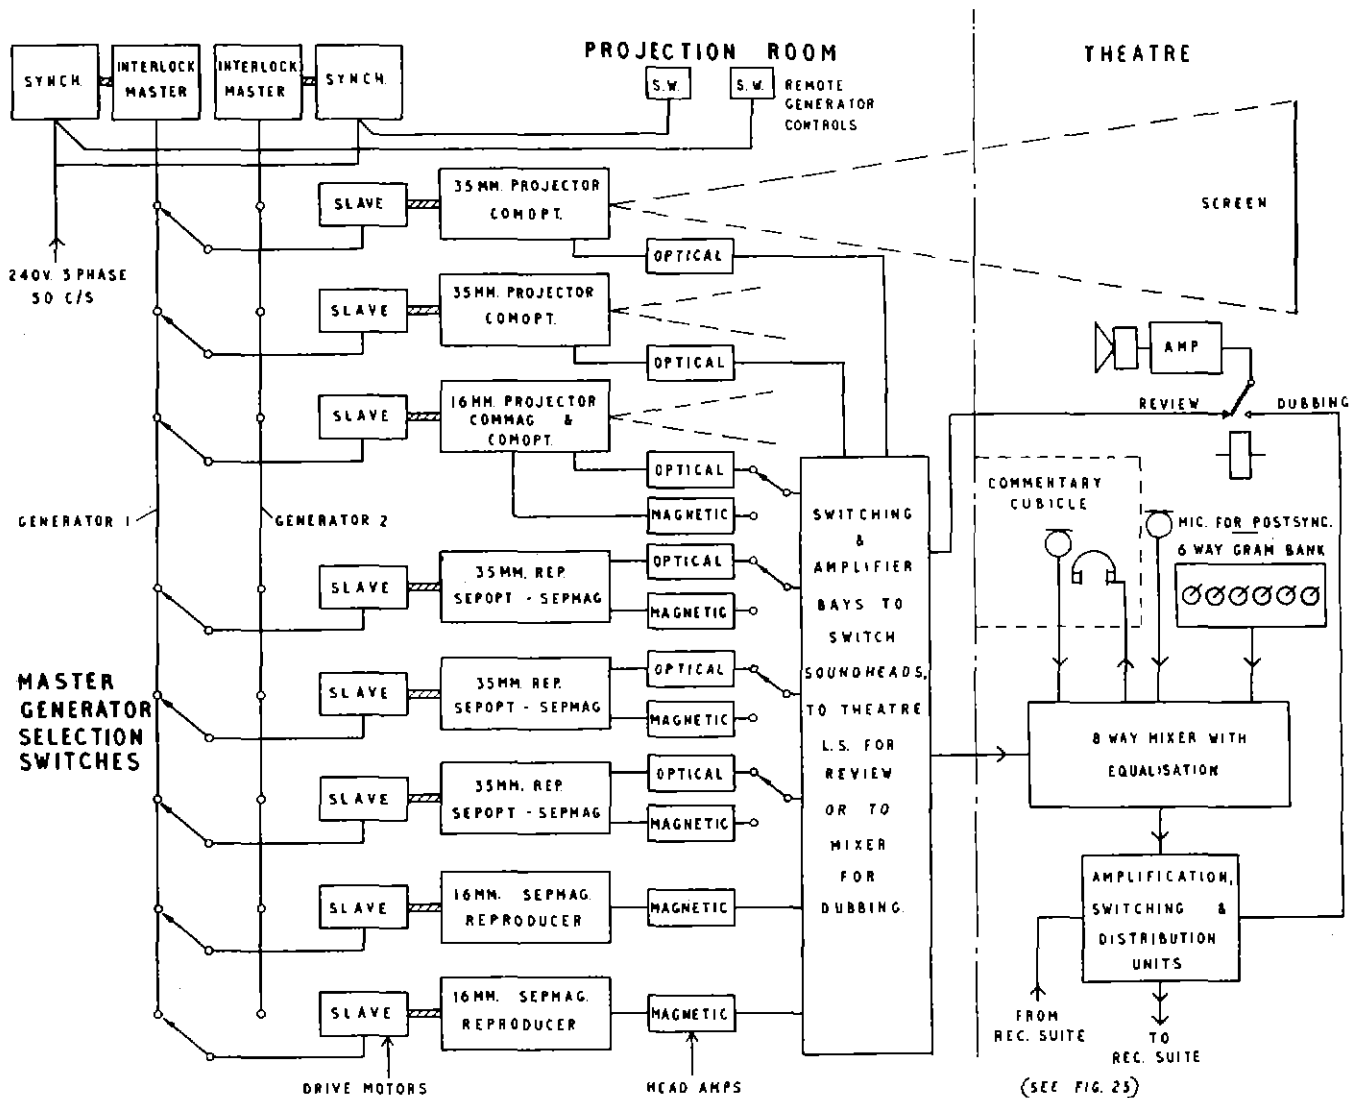 PROJECTION ROOM
THEATRE
SYNCH.
INTERLOCK
MASTER
INTERLOCK
MASTER
SYNCH.
S.W.
S.W.
REMOTE
GENERATOR
CONTROLS
240V. 3 PHASE
50 C/S
SLAVE
35MM. PROJECTOR
COMOPT.
OPTICAL
SCREEN
SLAVE
35MM. PROJECTOR
COMOPT.
OPTICAL
AMP
REVIEW
DUBBING
SLAVE
16MM. PROJECTOR
COMMAG &
COMOPT.
OPTICAL
MAGNETIC
GENERATOR 1
GENERATOR 2
COMMENTARY
CUBICLE
MIC. FOR POSTSYNC.
6 WAY GRAM BANK
SLAVE
35MM. REP.
SEPOPT - SEPMAG
OPTICAL
MAGNETIC
SWITCHING
&
AMPLIFIER
BAYS TO
SWITCH
SOUNDHEADS,
TO THEATRE
L.S. FOR
REVIEW
OR TO
MIXER
FOR
DUBBING.
MASTER
GENERATOR
SELECTION
SWITCHES
SLAVE
35MM. REP.
SEPOPT - SEPMAG
OPTICAL
MAGNETIC
8 WAY MIXER WITH
EQUALISATION
SLAVE
35MM. REP.
SEPOPT - SEPMAG
OPTICAL
MAGNETIC
SLAVE
16MM. SEPMAG.
REPRODUCER
MAGNETIC
AMPLIFICATION,
SWITCHING &
DISTRIBUTION
UNITS
SLAVE
16MM. SEPMAG.
REPRODUCER
MAGNETIC
FROM
REC. SUITE
TO
REC. SUITE
DRIVE MOTORS
HEAD AMPS
(SEE FIG. 25)